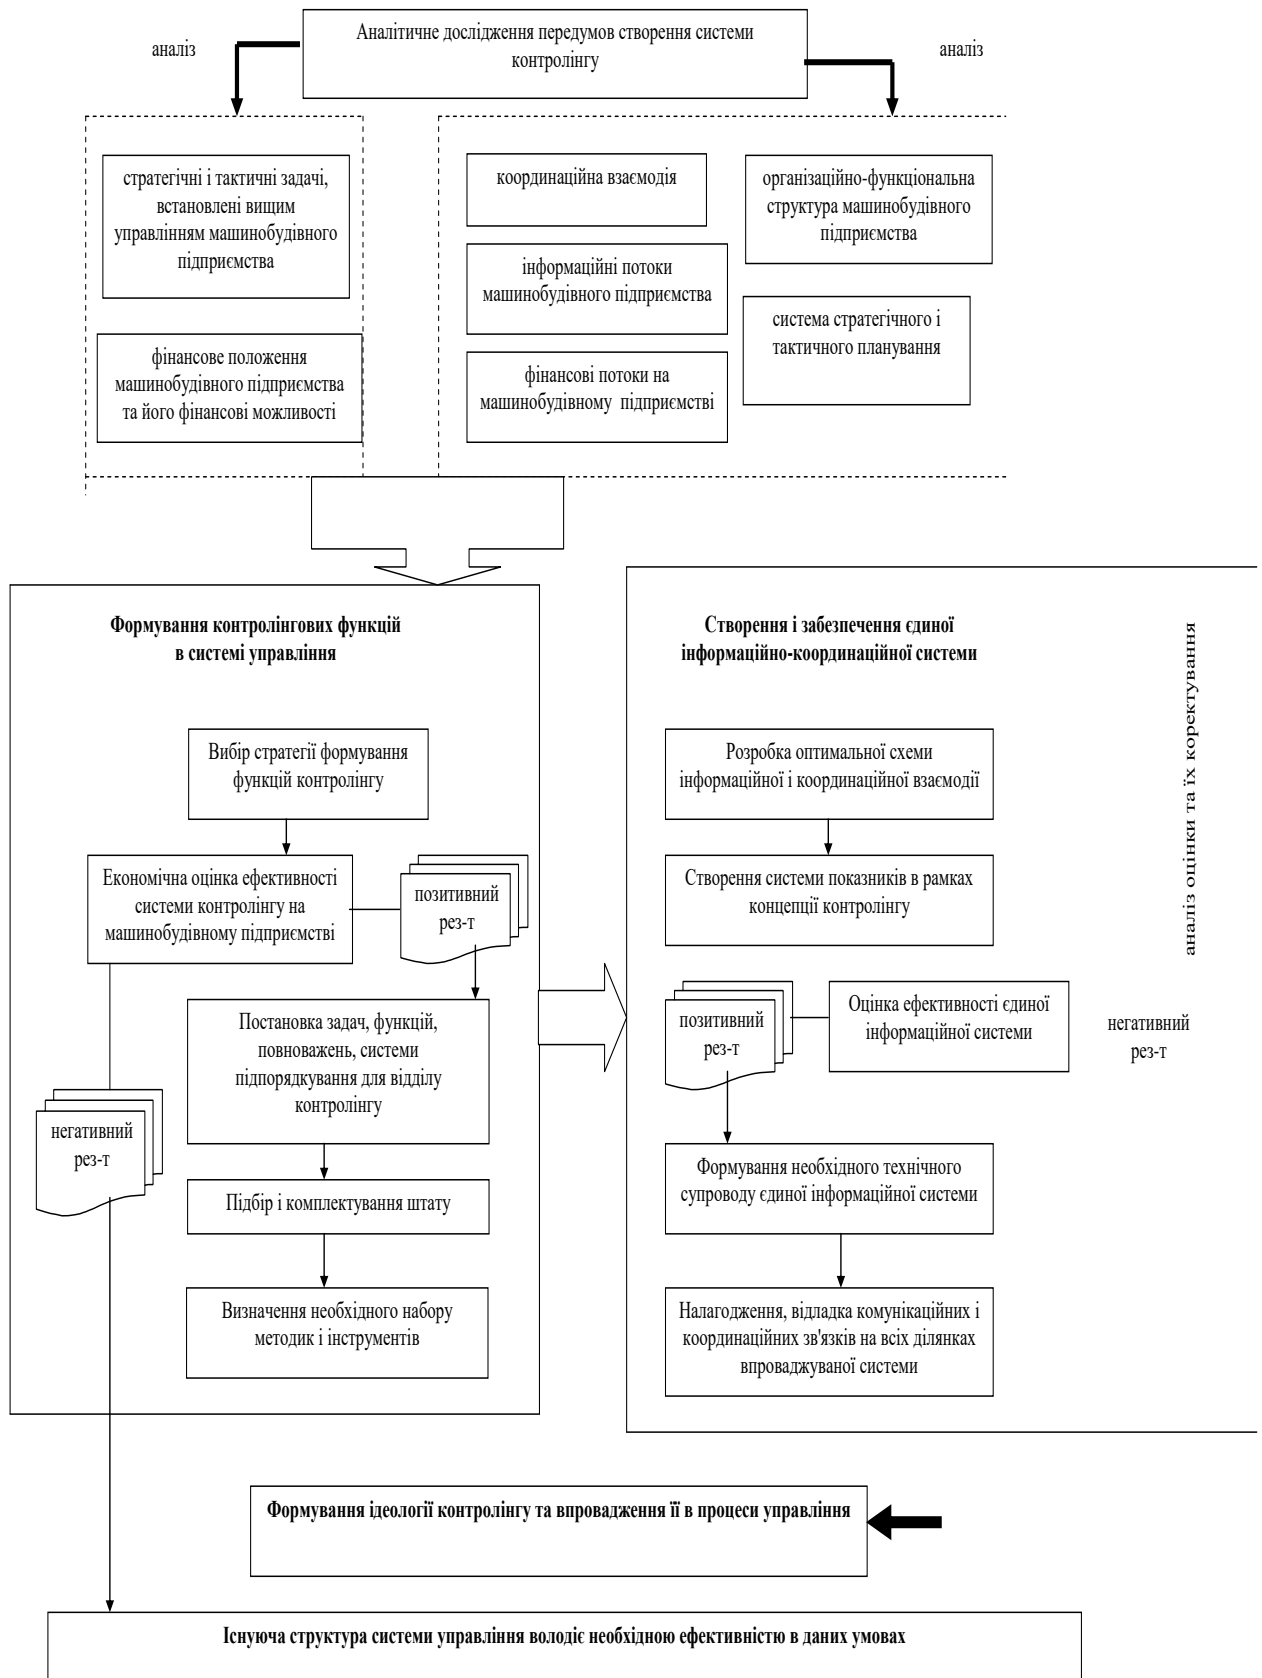 Аналітичне дослідження передумов створення системи
контролінгу
аналіз
аналіз
стратегічні і тактичні задачі,
встановлені вищим
управлінням машинобудівного
підприємства
фінансове положення
машинобудівного підприємства
та його фінансові можливості
координаційна взаємодія
інформаційні потоки
машинобудівного підприємства
фінансові потоки на
машинобудівному підприємстві
організаційно-функціональна
структура машинобудівного
підприємства
система стратегічного і
тактичного планування
Формування контролінгових функцій
в системі управління
Вибір стратегії формування
функцій контролінгу
Економічна оцінка ефективності
системи контролінгу на
машинобудівному підприємстві
позитивний
рез-т
Постановка задач, функцій,
повноважень, системи
підпорядкування для відділу
контролінгу
негативний
рез-т
Підбір і комплектування штату
Визначення необхідного набору
методик і інструментів
Створення і забезпечення єдиної
інформаційно-координаційної системи
Розробка оптимальної схеми
інформаційної і координаційної взаємодії
Створення системи показників в рамках
концепції контролінгу
позитивний
рез-т
Оцінка ефективності єдиної
інформаційної системи
негативний
рез-т
аналіз оцінки та їх коректування
Формування необхідного технічного
супроводу єдиної інформаційної системи
Налагодження, відладка комунікаційних і
координаційних зв'язків на всіх ділянках
впроваджуваної системи
Формування ідеології контролінгу та впровадження її в процеси управління
Існуюча структура системи управління володіє необхідною ефективністю в даних умовах